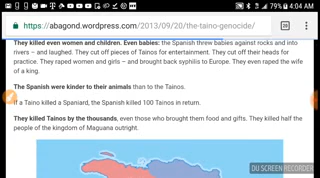 79% 4:04 AM
https://abagond.wordpress.com/2013/09/20/the-taino-genocide/
They killed even women and children. Even babies: the Spanish threw babies against rocks and into
rivers – and laughed. They cut off pieces of Tainos for entertainment. They cut off their heads for
practice. They raped women and girls – and brought back syphilis to Europe. They even raped the wife
of a king.
The Spanish were kinder to their animals than to the Tainos.
If a Taino killed a Spaniard, the Spanish killed 100 Tainos in return.
They killed Tainos by the thousands, even those who brought them food and gifts. They killed half the
people of the kingdom of Maguana outright.
DU SCREEN RECORDER